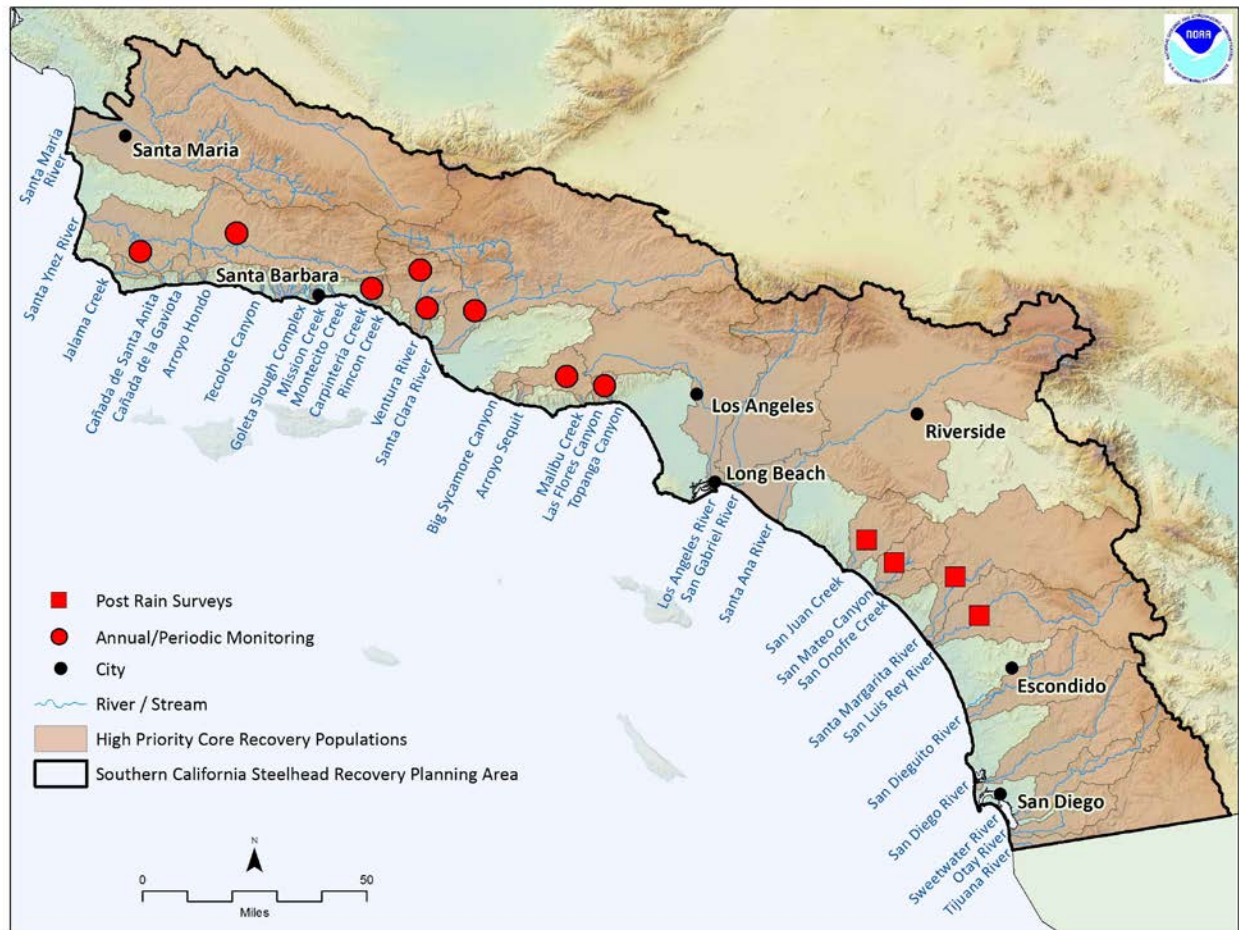 NOAA
Santa Maria
Santa Maria
River
Santa Ynez River
Santa Barbara
Jalama Creek
Cañada de Santa Anita
Cañada de la Gaviota
Arroyo Hondo
Tecolote Canyon
Goleta Slough Complex
Mission Creek
Montecito Creek
Carpinteria Creek
Rincon Creek
Ventura River
Santa Clara River
Big Sycamore Canyon
Arroyo Sequit
Malibu Creek
Las Flores Canyon
Topanga Canyon
Los Angeles
Riverside
Long Beach
Los Angeles River
San Gabriel River
Santa Ana River
San Juan Creek
San Mateo Canyon
San Onofre Creek
Santa Margarita River
San Luis Rey River
Escondido
San Dieguito River
San Diego River
San Diego
Sweetwater River
Otay River
Tijuana River
Post Rain Surveys
Annual/Periodic Monitoring
City
River / Stream
High Priority Core Recovery Populations
Southern California Steelhead Recovery Planning Area
N
0 50
Miles